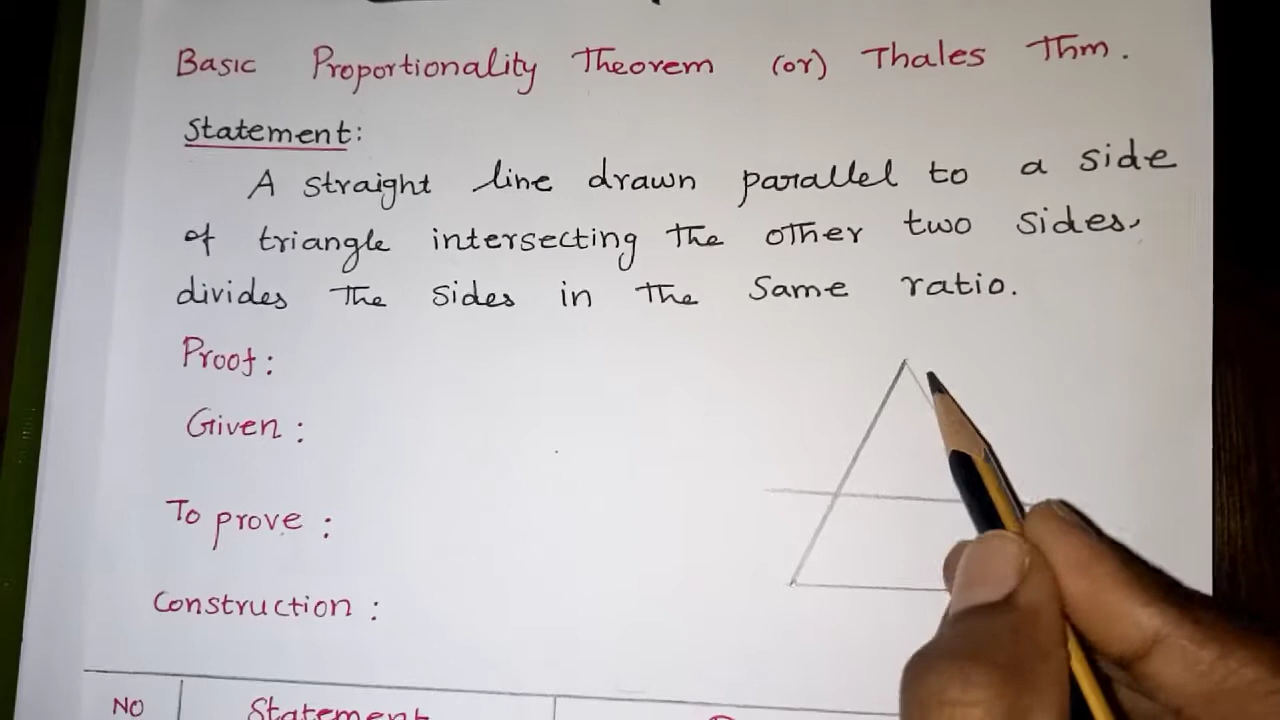 Basic Proportionality Theorem (or) Thales Thm.
Statement:
A straight line drawn parallel to a side
of triangle intersecting the other two sides,
divides the sides in the same ratio.
Proof:
Given:
To prove:
Construction:
No Statement